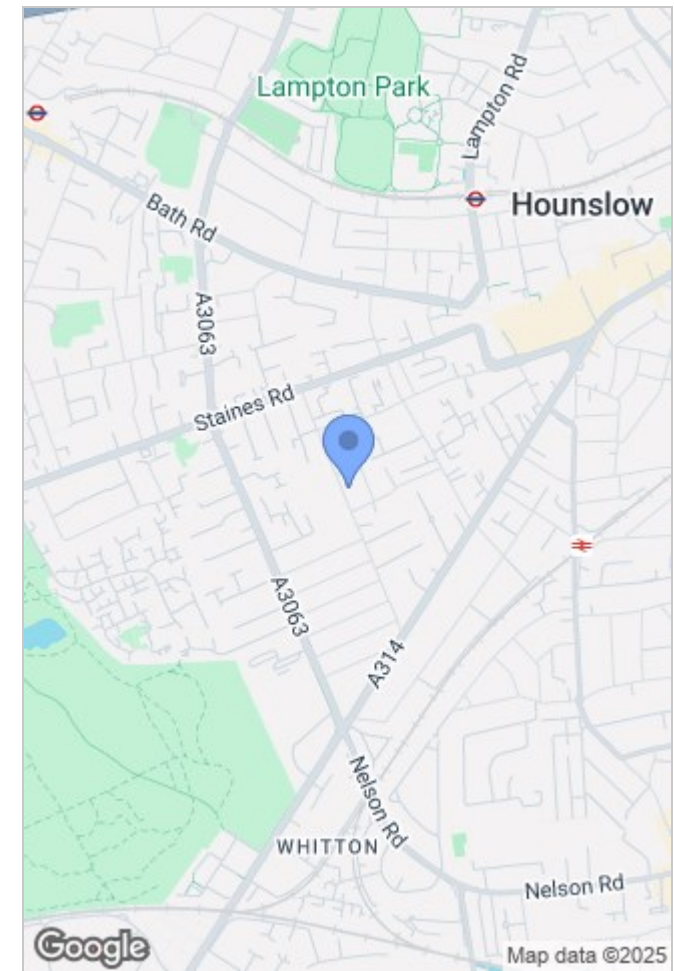 Lampton Park
Lampton Rd
Hounslow
Bath Rd
A3063
Staines Rd
A3063
A314
Nelson Rd
WHITTON
Nelson Rd
Google
Map data ©2025